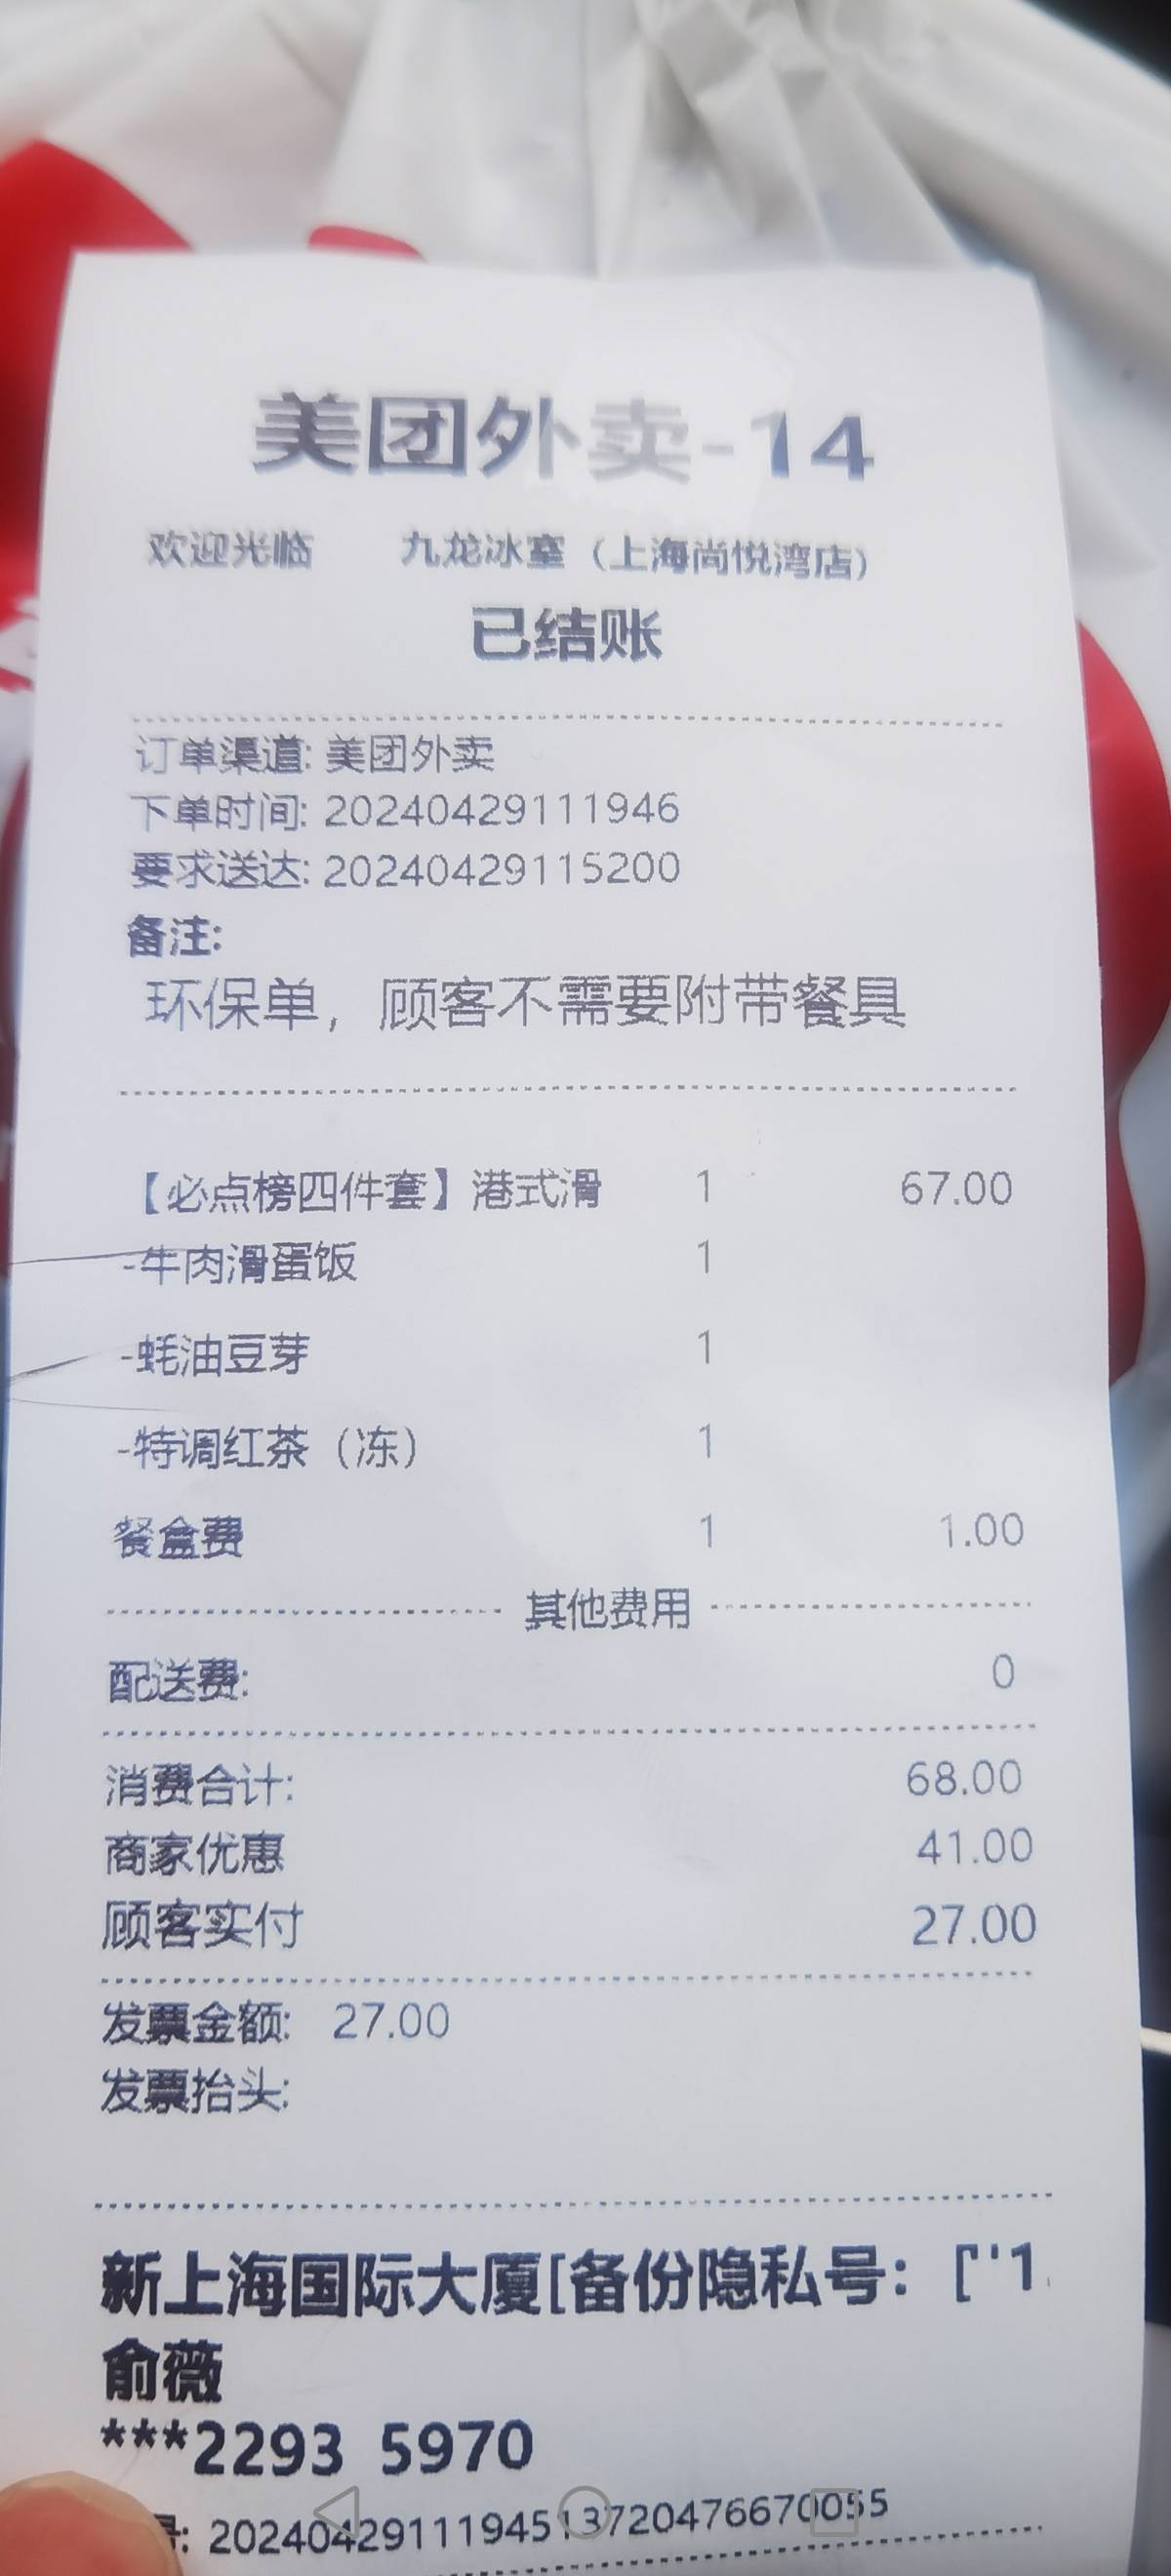 美团外卖-14
欢迎光临 九龙冰室（上海尚悦湾店）
已结账
订单渠道: 美团外卖
下单时间: 20240429111946
要求送达: 20240429115200
备注:
环保单，顾客不需要附带餐具
【必点榜四件套】港式滑 1 67.00
-牛肉滑蛋饭 1
-蚝油豆芽 1
-特调红茶（冻） 1
餐盒费 1 1.00
其他费用
配送费: 0
消费合计: 68.00
商家优惠 41.00
顾客实付 27.00
发票金额: 27.00
发票抬头:
新上海国际大厦[备份隐私号：['1
俞薇
***2293 5970
: 2024042911194513720476670055